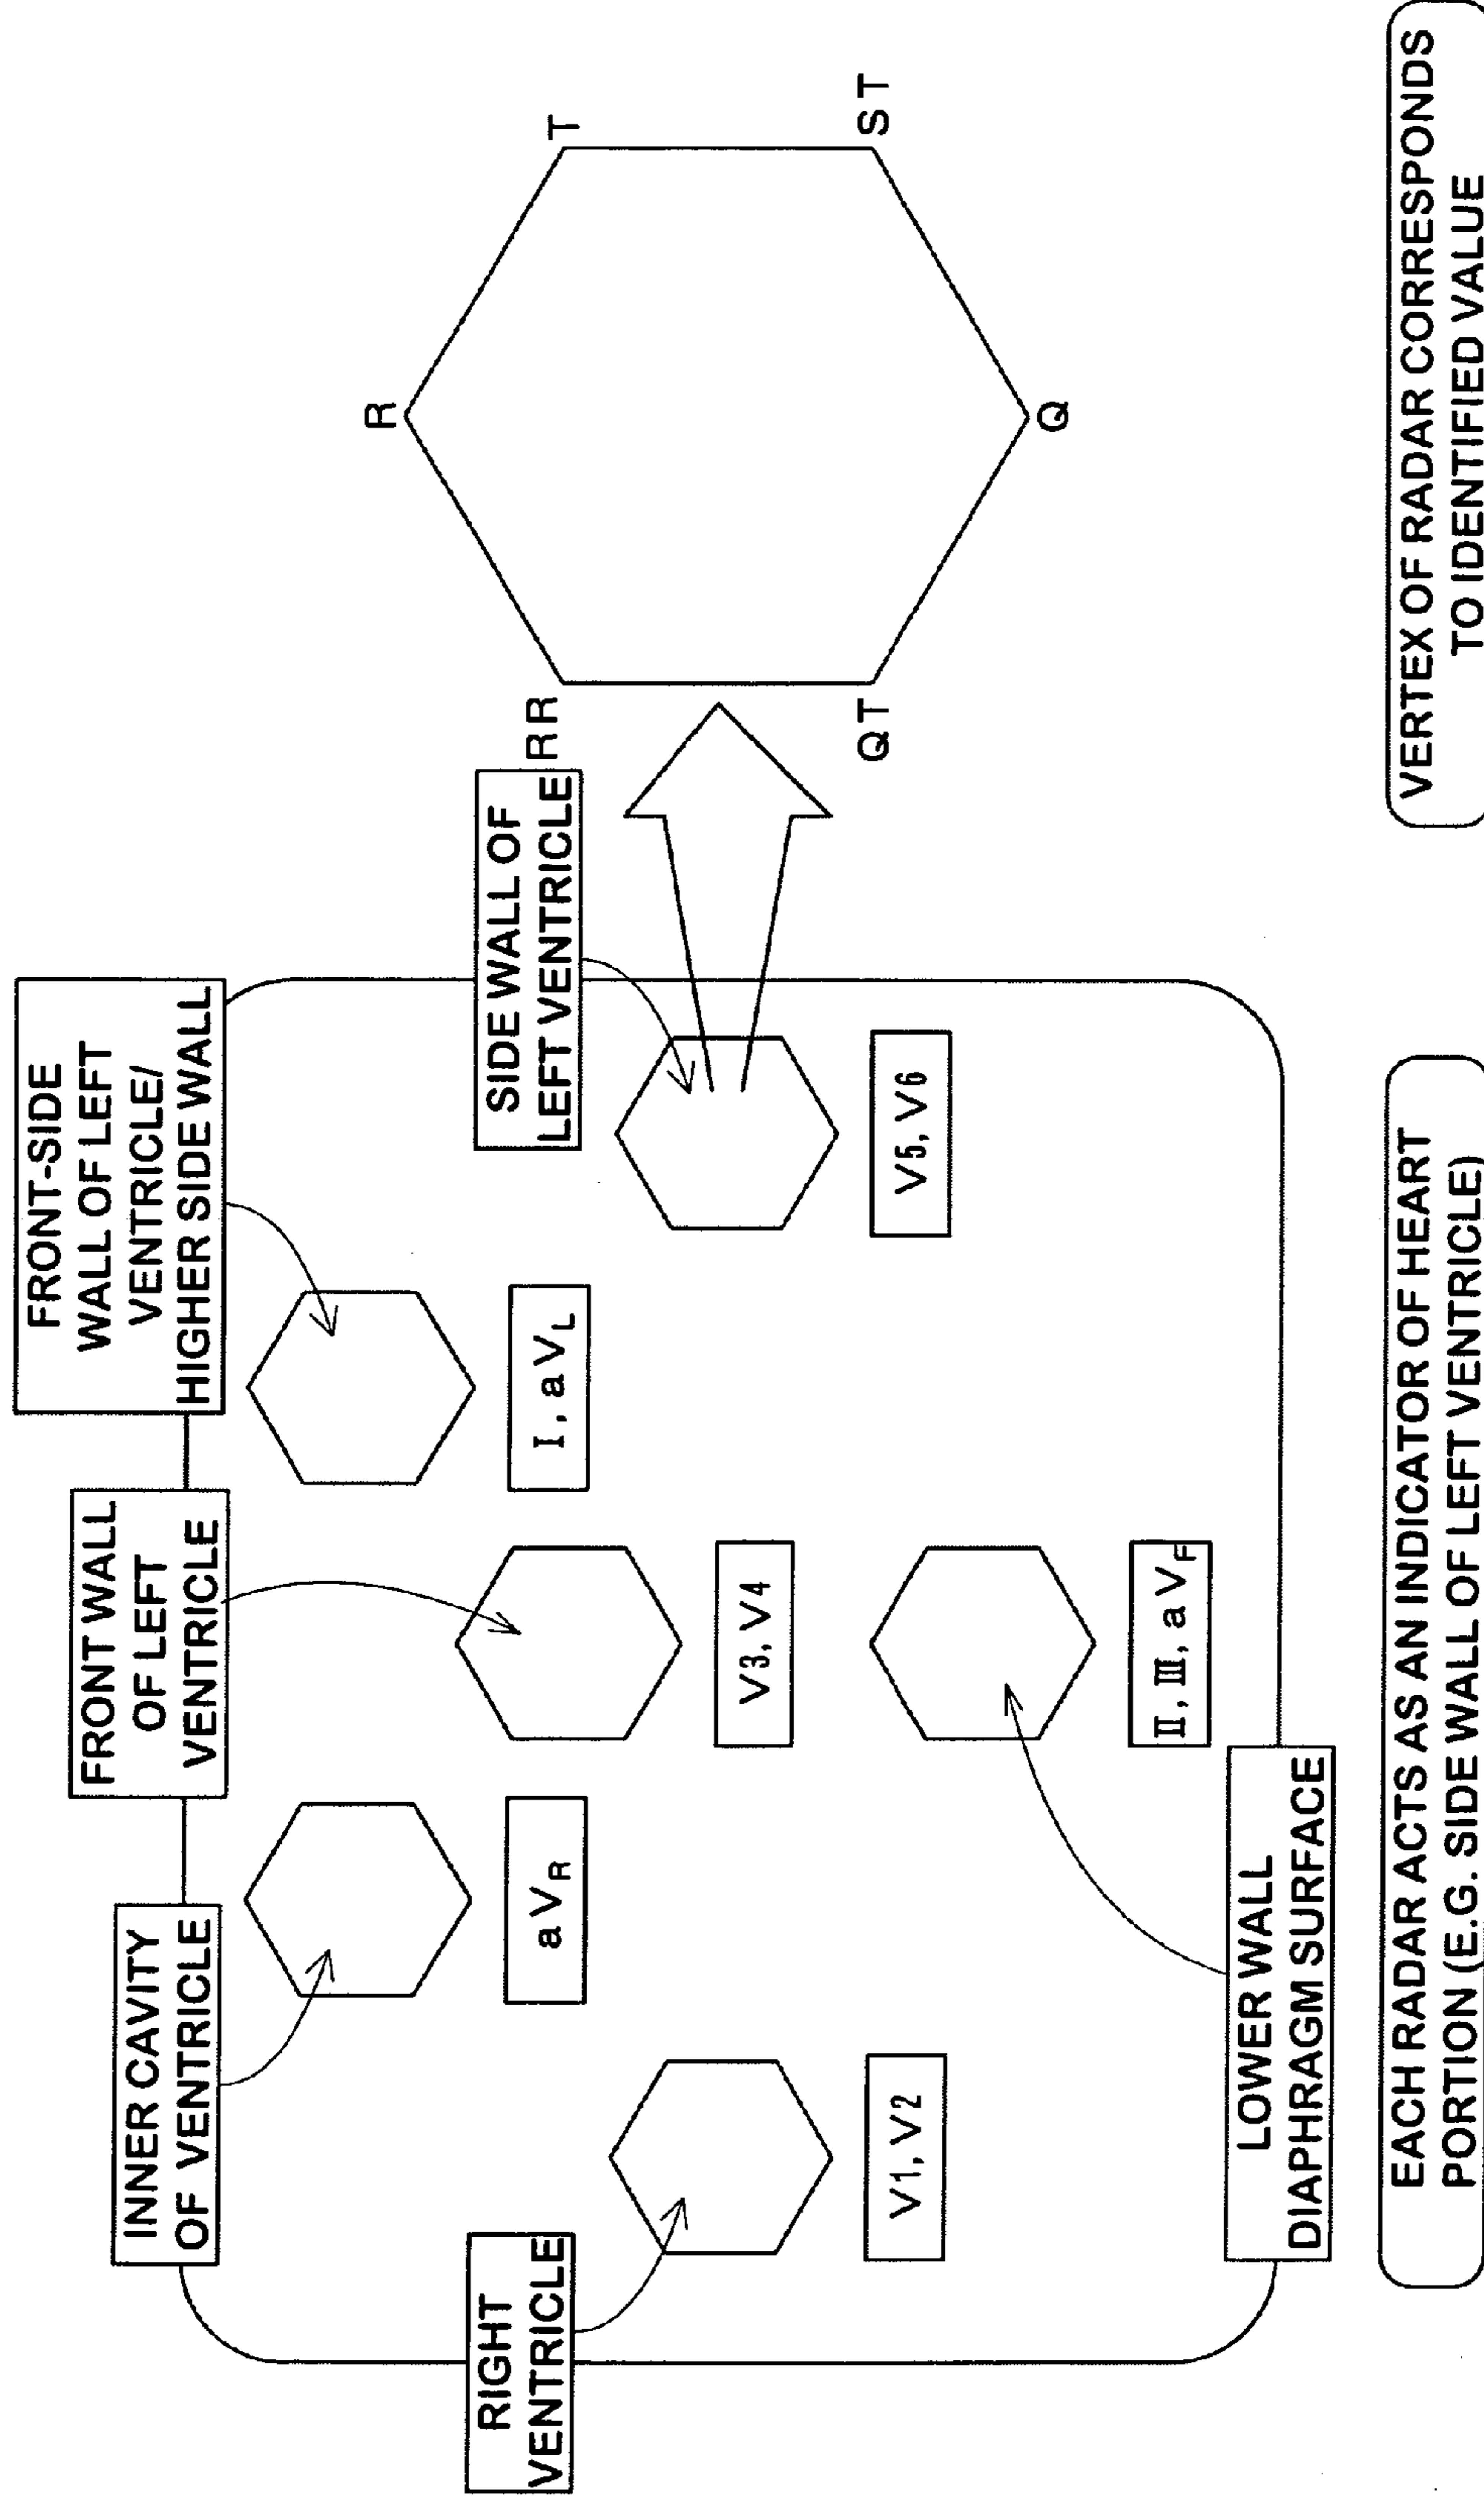 FRONT-SIDE
WALL OF LEFT
VENTRICLE/
HIGHER SIDE WALL
FRONT WALL
OF LEFT
VENTRICLE
INNER CAVITY
OF VENTRICLE
RIGHT
VENTRICLE
SIDE WALL OF
LEFT VENTRICLE
aVR
I, aVL
V3, V4
V1, V2
V5, V6
II, III, aVF
LOWER WALL
DIAPHRAGM SURFACE
R
RR
T
QT
ST
Q
EACH RADAR ACTS AS AN INDICATOR OF HEART
PORTION (E.G. SIDE WALL OF LEFT VENTRICLE)
VERTEX OF RADAR CORRESPONDS
TO IDENTIFIED VALUE